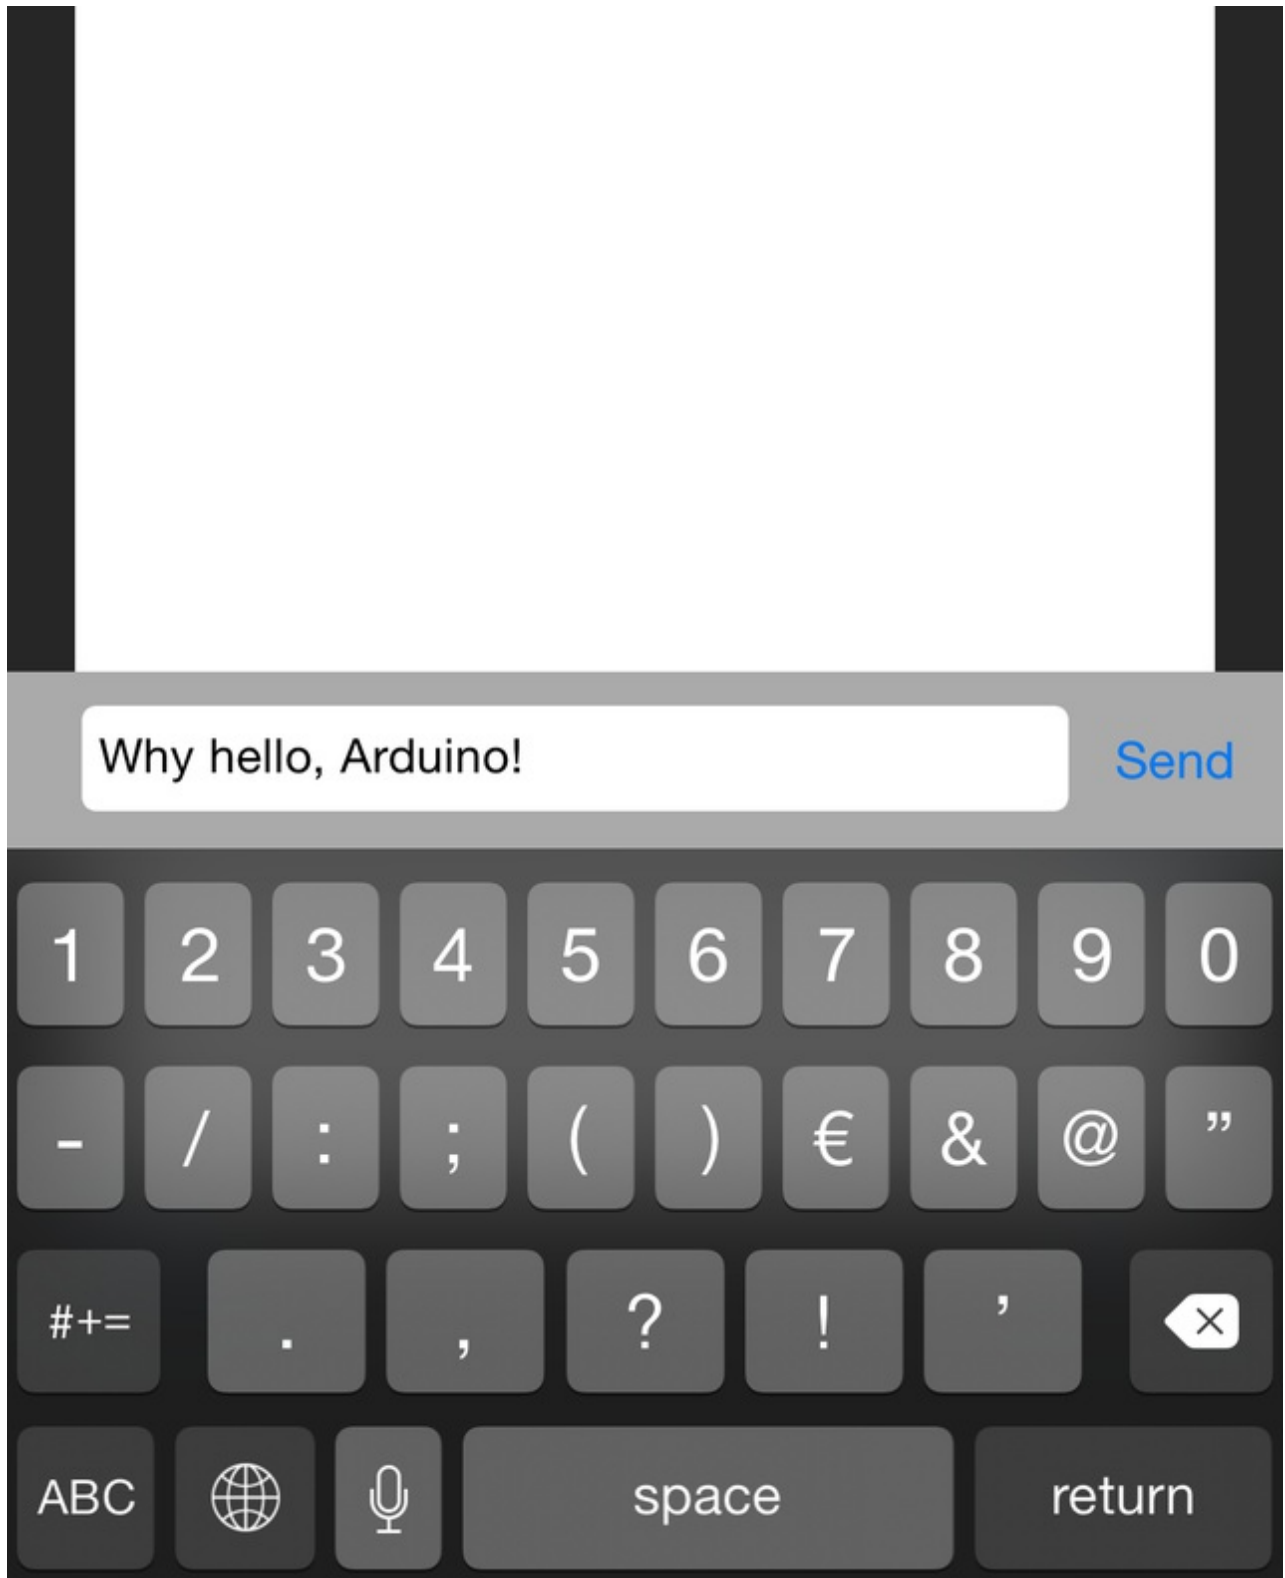 Why hello, Arduino!
Send
1 2 3 4 5 6 7 8 9 0
- / : ; ( ) € & @ ”
#+= . , ? ! ’
ABC space return